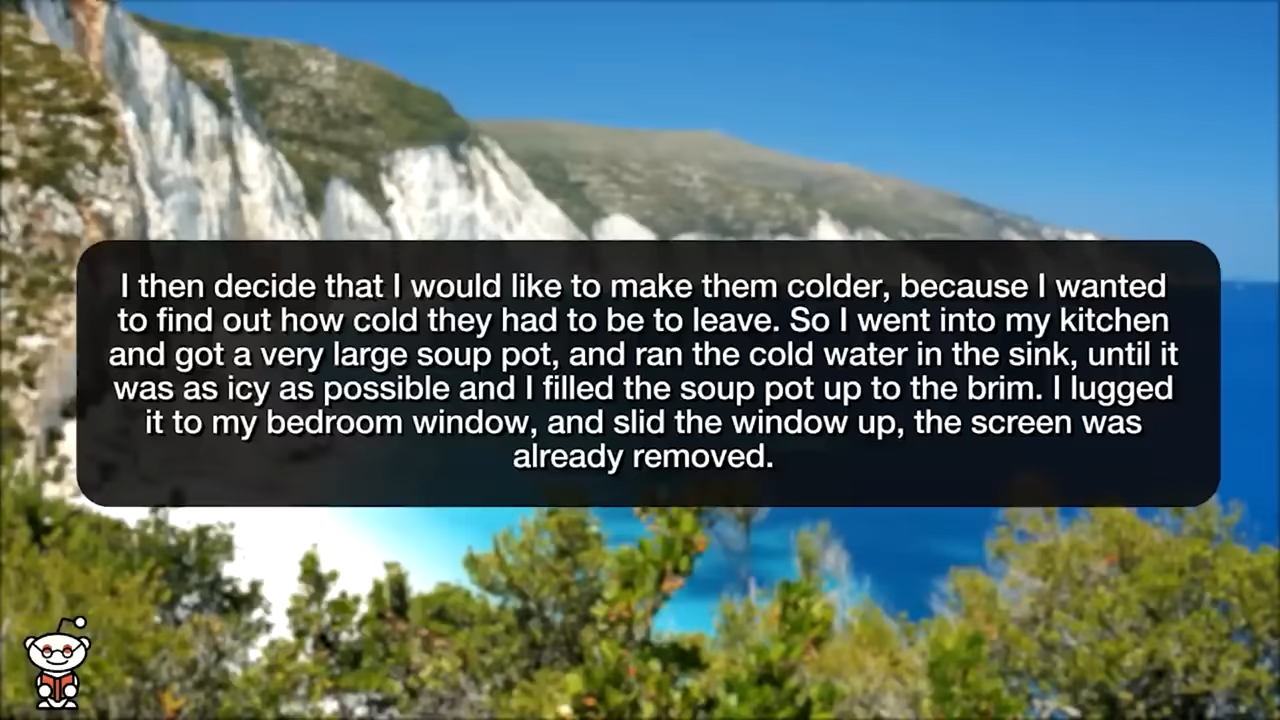 I then decide that I would like to make them colder, because I wanted
to find out how cold they had to be to leave. So I went into my kitchen
and got a very large soup pot, and ran the cold water in the sink, until it
was as icy as possible and I filled the soup pot up to the brim. I lugged
it to my bedroom window, and slid the window up, the screen was
already removed.